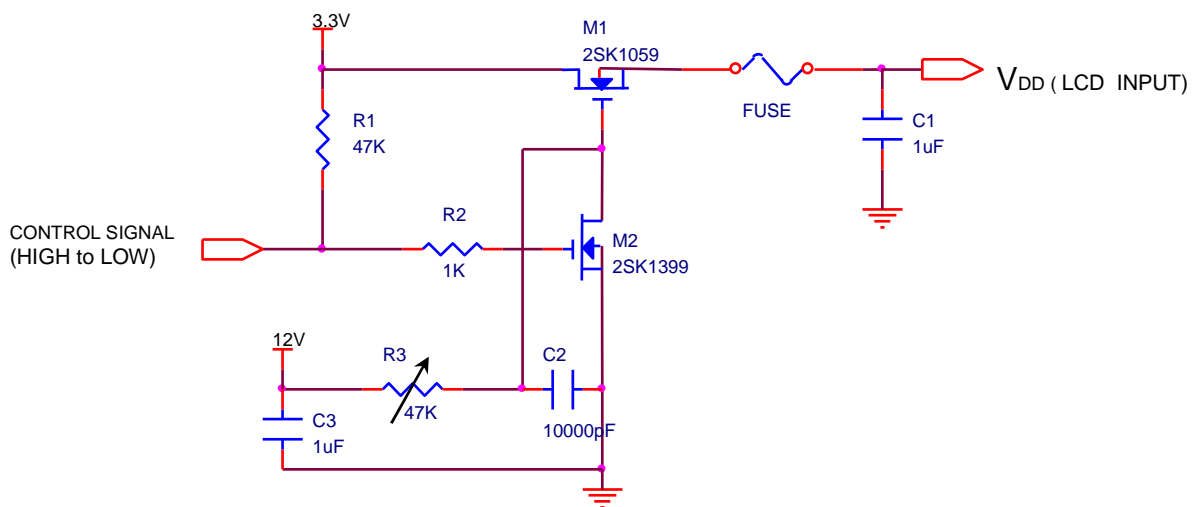 3.3V
M1
2SK1059
VDD ( LCD INPUT)
FUSE
R1
47K
C1
1uF
CONTROL SIGNAL
(HIGH to LOW)
R2
1K
M2
2SK1399
12V
R3
47K
C2
10000pF
C3
1uF